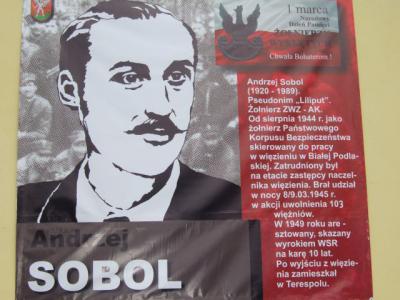 1 marca
Narodowy
Dzień Pamięci
ŻOŁNIERZY
WYKLĘTYCH
Chwała Bohaterom !
Andrzej Sobol
(1920 - 1989).
Pseudonim „Liliput".
Żołnierz ZWZ - AK.
Od sierpnia 1944 r. jako
żołnierz Państwowego
Korpusu Bezpieczeństwa
skierowany do pracy
w więzieniu w Białej Podla-
skiej. Zatrudniony był
na etacie zastępcy naczel-
nika więzienia. Brał udział
w nocy 8/9.03.1945 r.
w akcji uwolnienia 103
więźniów.
W 1949 roku are -
sztowany, skazany
wyrokiem WSR
na karę 10 lat.
Po wyjściu z więzie-
nia zamieszkał
w Terespolu.
Andrzej
SOBOL